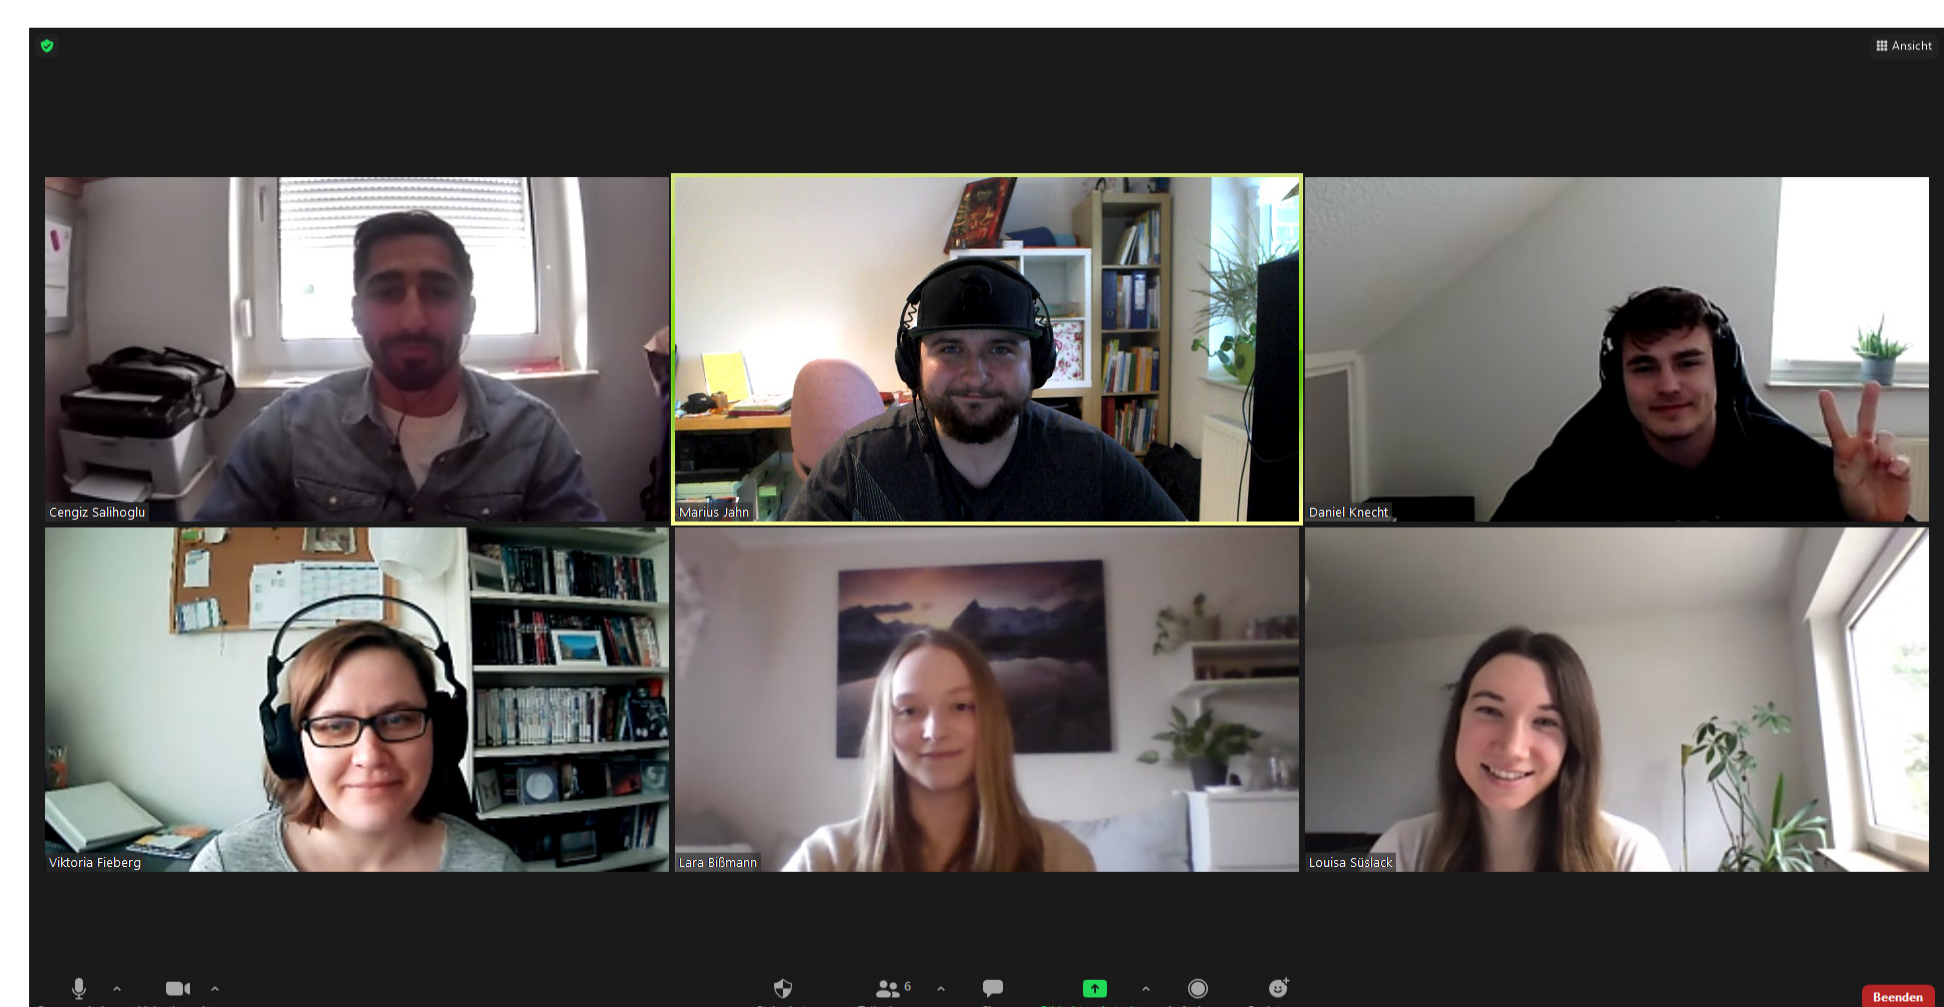 Ansicht
Cengiz Salihoglu
Marius Jahn
Daniel Knecht
Viktoria Fieberg
Lara Bißmann
Louisa Süslack
6
Beenden